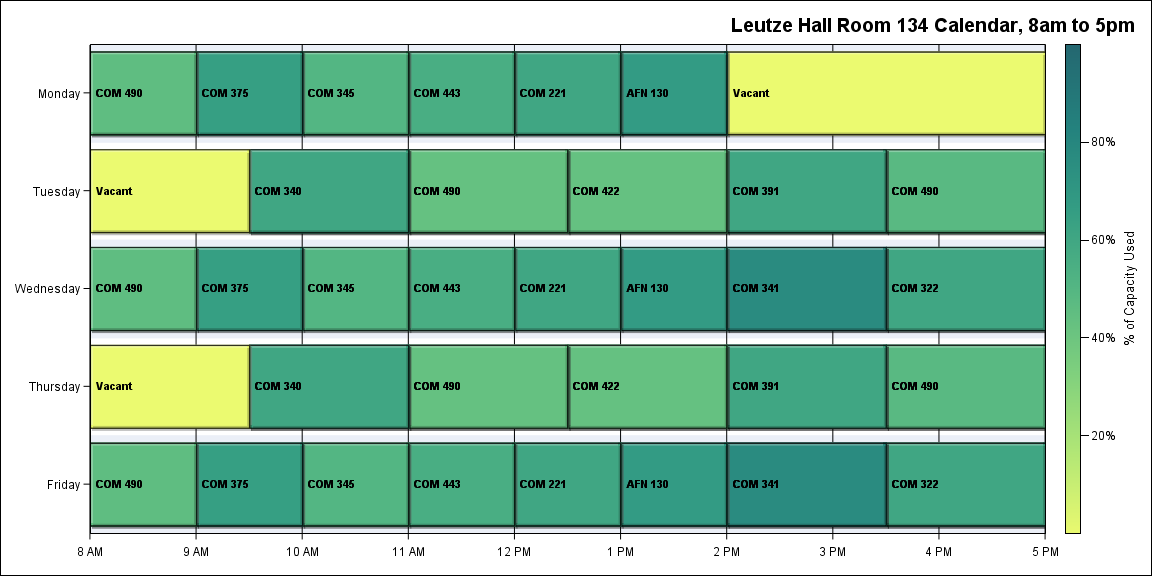 Leutze Hall Room 134 Calendar, 8am to 5pm
Monday
COM 490
COM 375
COM 345
COM 443
COM 221
AFN 130
Vacant
Tuesday
Vacant
COM 340
COM 490
COM 422
COM 391
COM 490
Wednesday
COM 490
COM 375
COM 345
COM 443
COM 221
AFN 130
COM 341
COM 322
Thursday
Vacant
COM 340
COM 490
COM 422
COM 391
COM 490
Friday
COM 490
COM 375
COM 345
COM 443
COM 221
AFN 130
COM 341
COM 322
8 AM
9 AM
10 AM
11 AM
12 PM
1 PM
2 PM
3 PM
4 PM
5 PM
80%
60%
40%
20%
% of Capacity Used